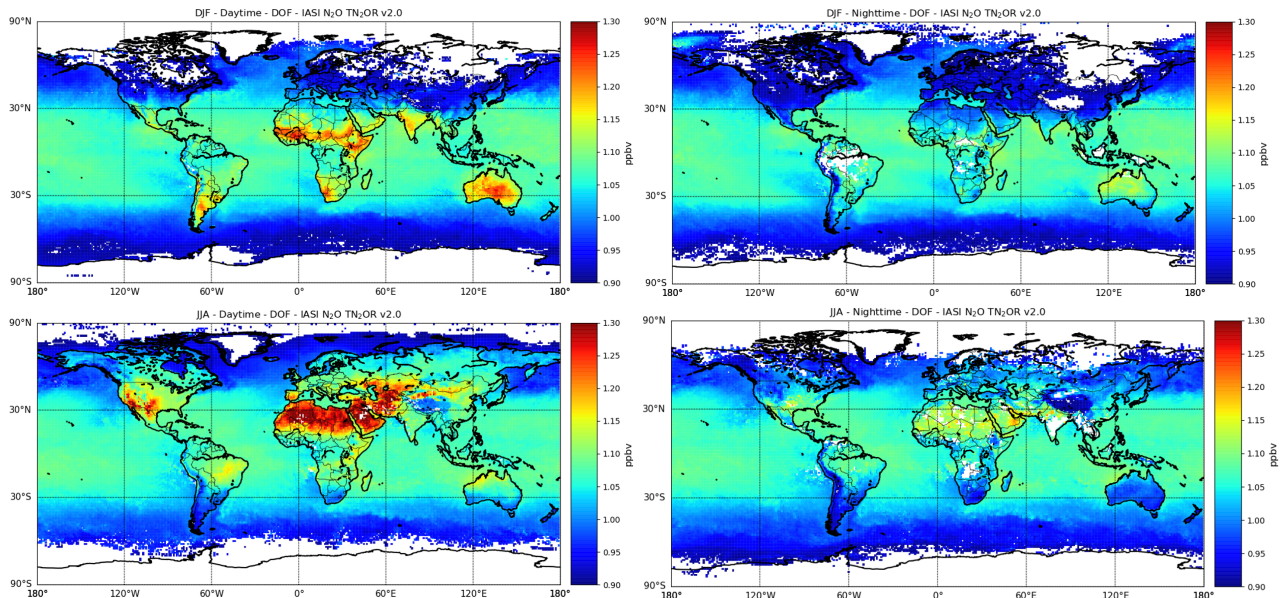 DJF - Daytime - DOF - IASI N₂O TN₂OR v2.0
90°N
30°N
30°S
90°S
180°
120°W
60°W
0°
60°E
120°E
180°
1.30
1.25
1.20
1.15
1.10
1.05
1.00
0.95
0.90
ppbv
DJF - Nighttime - DOF - IASI N₂O TN₂OR v2.0
90°N
30°N
30°S
90°S
180°
120°W
60°W
0°
60°E
120°E
180°
1.30
1.25
1.20
1.15
1.10
1.05
1.00
0.95
0.90
ppbv
JJA - Daytime - DOF - IASI N₂O TN₂OR v2.0
90°N
30°N
30°S
90°S
180°
120°W
60°W
0°
60°E
120°E
180°
1.30
1.25
1.20
1.15
1.10
1.05
1.00
0.95
0.90
ppbv
JJA - Nighttime - DOF - IASI N₂O TN₂OR v2.0
90°N
30°N
30°S
90°S
180°
120°W
60°W
0°
60°E
120°E
180°
1.30
1.25
1.20
1.15
1.10
1.05
1.00
0.95
0.90
ppbv